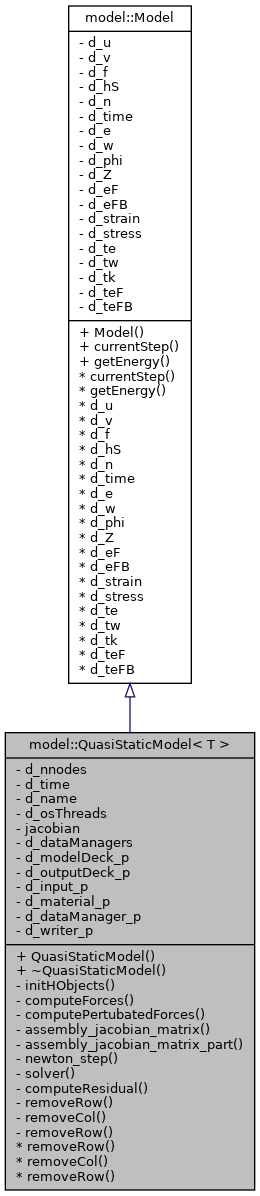 model::Model
- d_u
- d_v
- d_f
- d_hS
- d_n
- d_time
- d_e
- d_w
- d_phi
- d_Z
- d_eF
- d_eFB
- d_strain
- d_stress
- d_te
- d_tw
- d_tk
- d_teF
- d_teFB
+ Model()
+ currentStep()
+ getEnergy()
* currentStep()
* getEnergy()
* d_u
* d_v
* d_f
* d_hS
* d_n
* d_time
* d_e
* d_w
* d_phi
* d_Z
* d_eF
* d_eFB
* d_strain
* d_stress
* d_te
* d_tw
* d_tk
* d_teF
* d_teFB
model::QuasiStaticModel< T >
- d_nnodes
- d_time
- d_name
- d_osThreads
- jacobian
- d_dataManagers
- d_modelDeck_p
- d_outputDeck_p
- d_input_p
- d_material_p
- d_dataManager_p
- d_writer_p
+ QuasiStaticModel()
+ ~QuasiStaticModel()
- initHObjects()
- computeForces()
- computePertubatedForces()
- assembly_jacobian_matrix()
- assembly_jacobian_matrix_part()
- newton_step()
- solver()
- computeResidual()
- removeRow()
- removeCol()
- removeRow()
* removeRow()
* removeCol()
* removeRow()